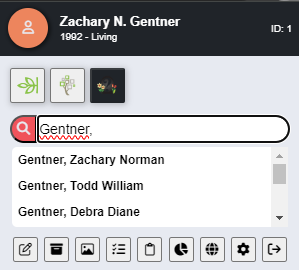 Zachary N. Gentner
1992 - Living
ID: 1
Gentner,
Gentner, Zachary Norman
Gentner, Todd William
Gentner, Debra Diane